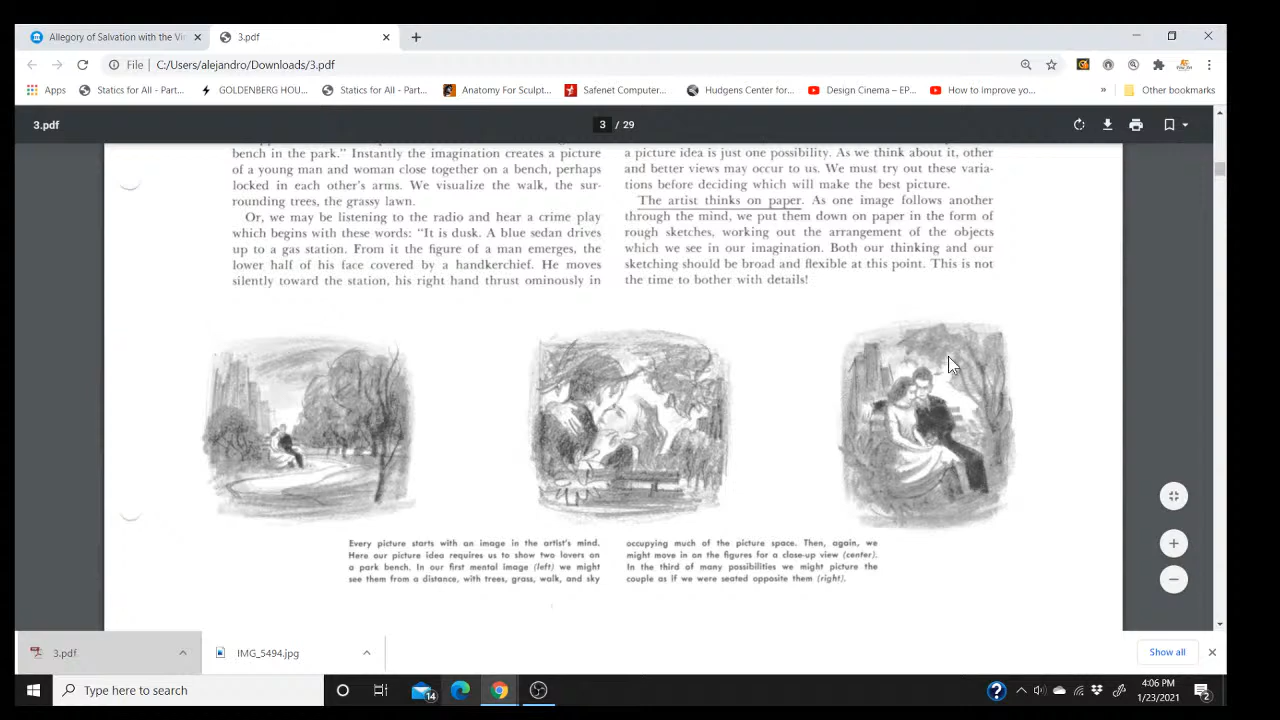 Allegory of Salvation with the Vir
3.pdf
File
C:/Users/alejandro/Downloads/3.pdf
Apps
Statics for All - Part...
GOLDENBERG HOU...
Statics for All - Part...
Anatomy For Sculpt...
Safenet Computer...
Hudgens Center for...
Design Cinema – EP...
How to improve yo...
»
Other bookmarks
3.pdf
3 / 29
bench in the park." Instantly the imagination creates a picture
of a young man and woman close together on a bench, perhaps
locked in each other's arms. We visualize the walk, the sur-
rounding trees, the grassy lawn.
Or, we may be listening to the radio and hear a crime play
which begins with these words: "It is dusk. A blue sedan drives
up to a gas station. From it the figure of a man emerges, the
lower half of his face covered by a handkerchief. He moves
silently toward the station, his right hand thrust ominously in
a picture idea is just one possibility. As we think about it, other
and better views may occur to us. We must try out these varia-
tions before deciding which will make the best picture.
The artist thinks on paper. As one image follows another
through the mind, we put them down on paper in the form of
rough sketches, working out the arrangement of the objects
which we see in our imagination. Both our thinking and our
sketching should be broad and flexible at this point. This is not
the time to bother with details!
Every picture starts with an image in the artist's mind.
Here our picture idea requires us to show two lovers on
a park bench. In our first mental image (left) we might
see them from a distance, with trees, grass, walk, and sky
occupying much of the picture space. Then, again, we
might move in on the figures for a close-up view (center).
In the third of many possibilities we might picture the
couple as if we were seated opposite them (right).
3.pdf
IMG_5494.jpg
Show all
Type here to search
14
4:06 PM
1/23/2021
2